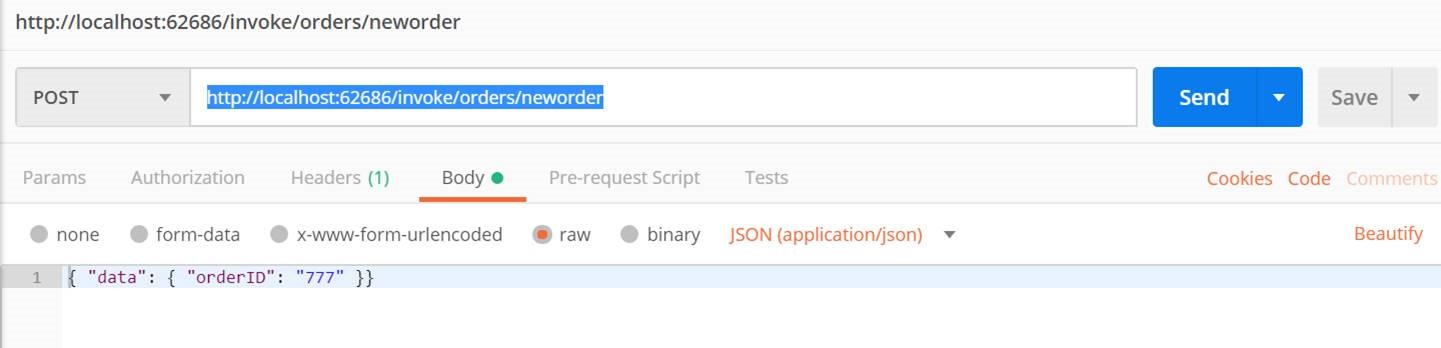 http://localhost:62686/invoke/orders/neworder
POST http://localhost:62686/invoke/orders/neworder Send Save
Params Authorization Headers (1) Body Pre-request Script Tests Cookies Code Comments
none form-data x-www-form-urlencoded raw binary JSON (application/json) Beautify
1 { "data": { "orderID": "777" }}